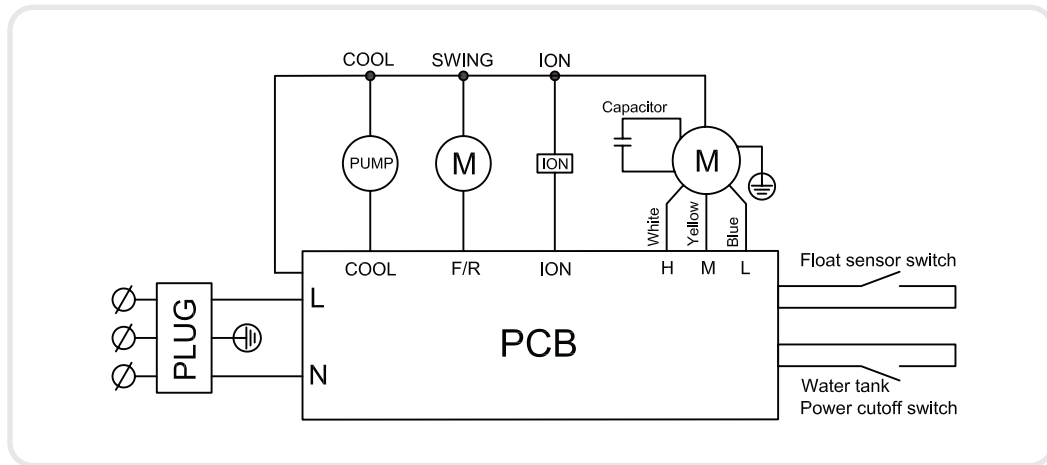 COOL SWING ION
Capacitor
PUMP M ION M
White Yellow Blue
COOL F/R ION H M L
Float sensor switch
PLUG L
PCB
N
Water tank
Power cutoff switch